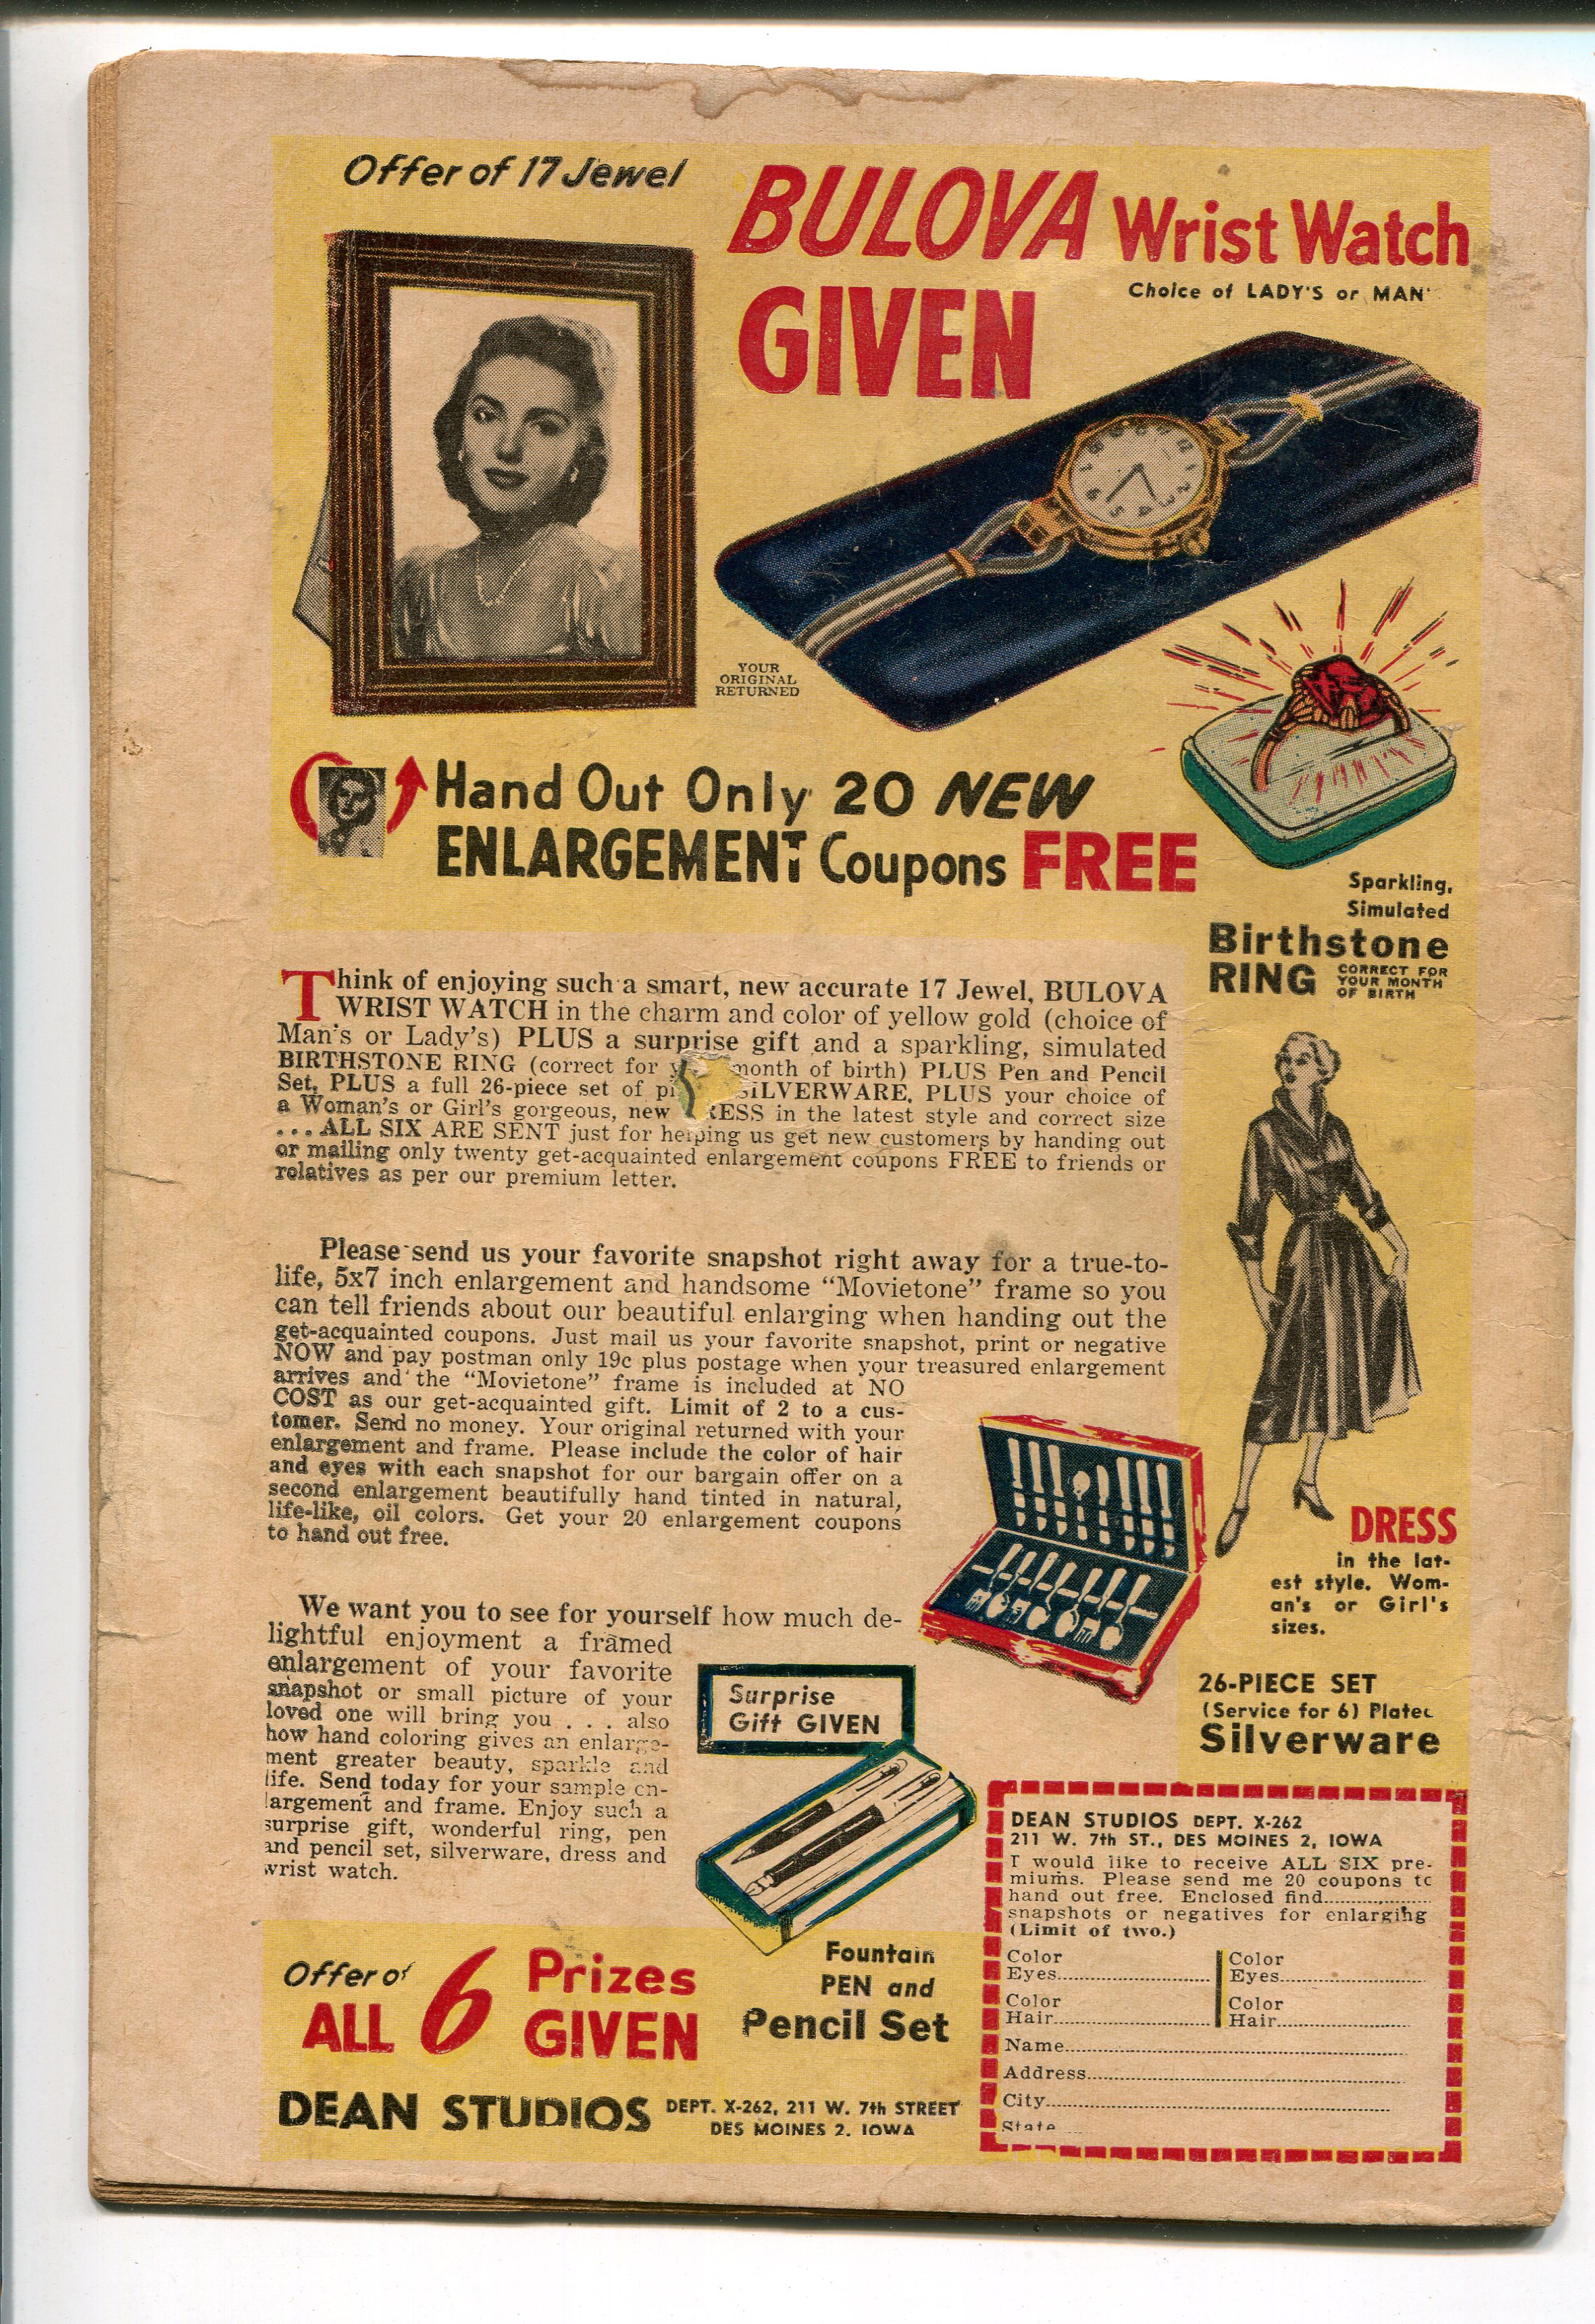 Offer of 17 Jewel
BULOVA Wrist Watch
GIVEN
Choice of LADY'S or MAN'
YOUR
ORIGINAL
RETURNED
Hand Out Only 20 NEW
ENLARGEMENT Coupons FREE
Sparkling,
Simulated
Birthstone
RING CORRECT FOR
YOUR MONTH
OF BIRTH
Think of enjoying such a smart, new accurate 17 Jewel, BULOVA
WRIST WATCH in the charm and color of yellow gold (choice of
Man's or Lady's) PLUS a surprise gift and a sparkling, simulated
BIRTHSTONE RING (correct for month of birth) PLUS Pen and Pencil
Set, PLUS a full 26-piece set of SILVERWARE, PLUS your choice of
a Woman's or Girl's gorgeous, new RESS in the latest style and correct size
... ALL SIX ARE SENT just for helping us get new customers by handing out
or mailing only twenty get-acquainted enlargement coupons FREE to friends or
relatives as per our premium letter.
Please send us your favorite snapshot right away for a true-to-
life, 5x7 inch enlargement and handsome "Movietone" frame so you
can tell friends about our beautiful enlarging when handing out the
get-acquainted coupons. Just mail us your favorite snapshot, print or negative
NOW and pay postman only 19c plus postage when your treasured enlargement
arrives and the "Movietone" frame is included at NO
COST as our get-acquainted gift. Limit of 2 to a cus-
tomer. Send no money. Your original returned with your
enlargement and frame. Please include the color of hair
and eyes with each snapshot for our bargain offer on a
second enlargement beautifully hand tinted in natural,
life-like, oil colors. Get your 20 enlargement coupons
to hand out free.
DRESS
in the lat-
est style. Wom-
an's or Girl's
sizes.
We want you to see for yourself how much de-
lightful enjoyment a framed
enlargement of your favorite
snapshot or small picture of your
loved one will bring you . . . also
how hand coloring gives an enlarge-
ment greater beauty, sparkle and
life. Send today for your sample en-
largement and frame. Enjoy such a
surprise gift, wonderful ring, pen
and pencil set, silverware, dress and
wrist watch.
Surprise
Gift GIVEN
26-PIECE SET
(Service for 6) Plated
Silverware
Fountain
PEN and
Pencil Set
Offer of
ALL 6 Prizes
GIVEN
DEAN STUDIOS DEPT. X-262, 211 W. 7th STREET
DES MOINES 2, IOWA
DEAN STUDIOS DEPT. X-262
211 W. 7th ST., DES MOINES 2, IOWA
I would like to receive ALL SIX pre-
miums. Please send me 20 coupons to
hand out free. Enclosed find..............
snapshots or negatives for enlarging
(Limit of two.)
Color
Eyes..............
Color
Eyes..............
Color
Hair..............
Color
Hair..............
Name..............
Address..............
City..............
State ...